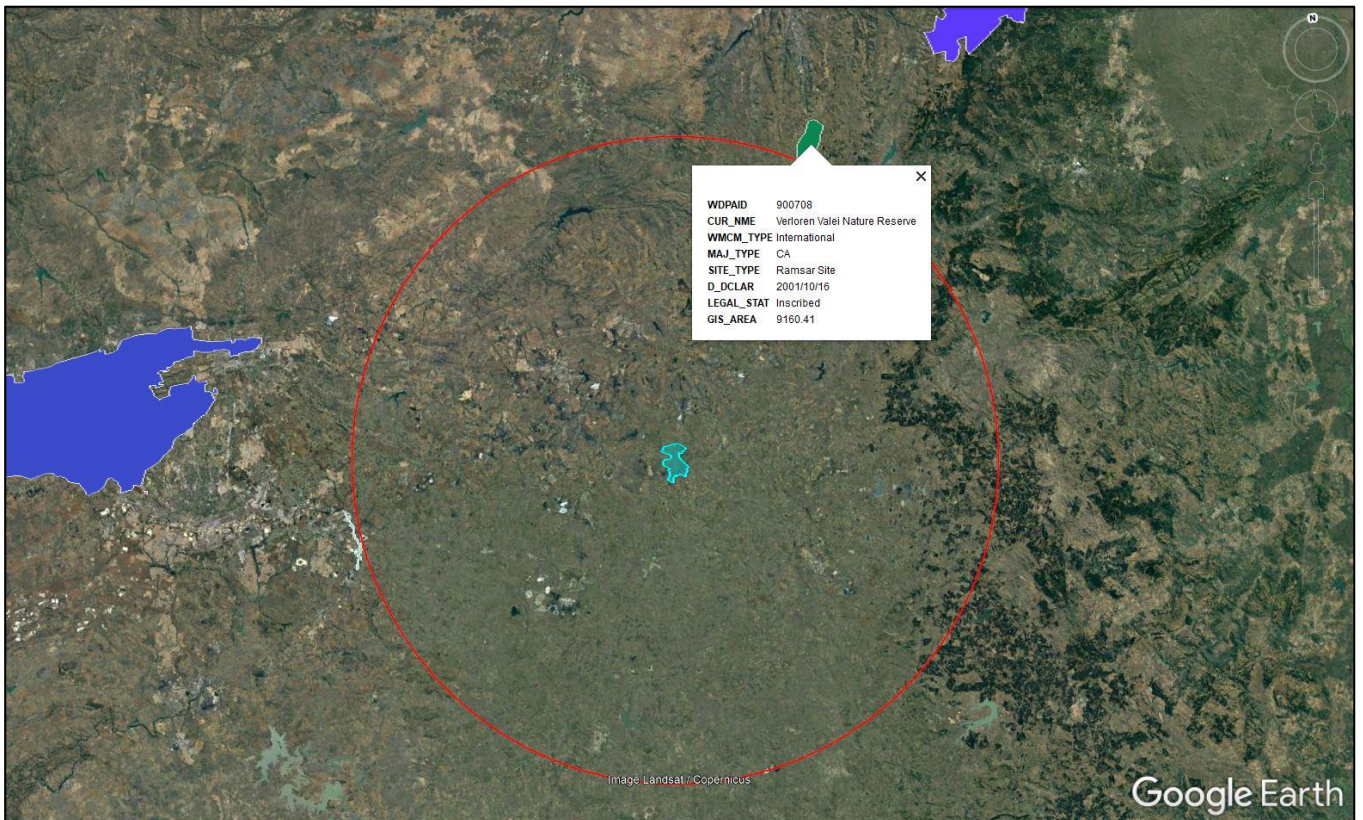 N
WDPAID 900708
CUR_NME Verloren Valei Nature Reserve
WMCM_TYPE International
MAJ_TYPE CA
SITE_TYPE Ramsar Site
D_DCLAR 2001/10/16
LEGAL_STAT Inscribed
GIS_AREA 9160.41
Image Landsat / Copernicus
Google Earth